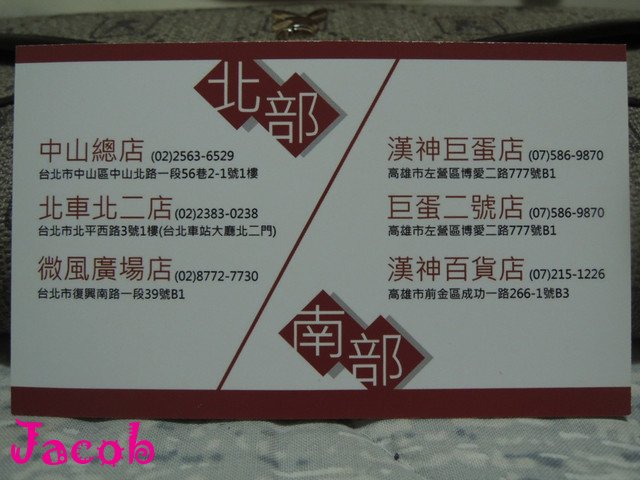 北部
中山總店 (02)2563-6529
台北市中山區中山北路一段56巷2-1號1樓
北車北二店(02)2383-0238
台北市北平西路3號1樓(台北車站大廳北二門)
微風廣場店(02)8772-7730
台北市復興南路一段39號B1
漢神巨蛋店 (07)586-9870
高雄市左營區博愛二路777號B1
巨蛋二號店 (07)586-9870
高雄市左營區博愛二路777號B1
漢神百貨店 (07)215-1226
高雄市前金區成功一路266-1號B3
南部
Jacob